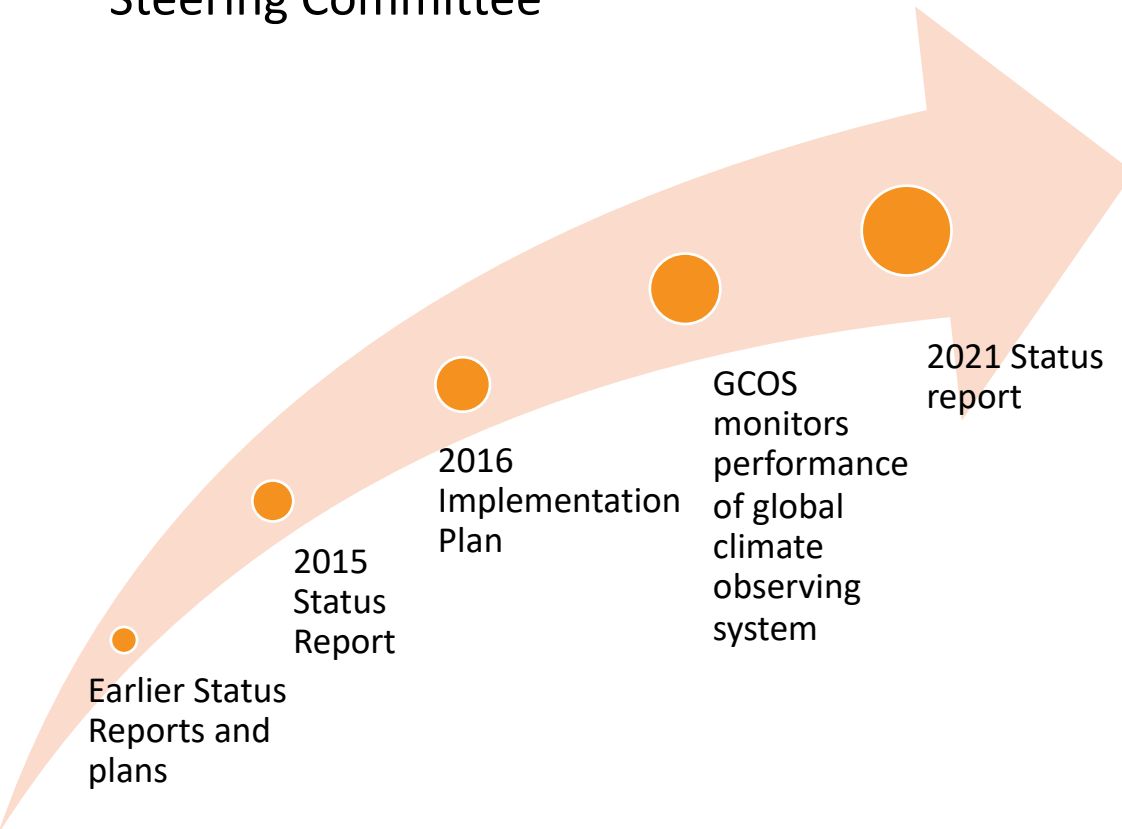 Steering Committee
Earlier Status
Reports and
plans
2015
Status
Report
2016
Implementation
Plan
GCOS
monitors
performance
of global
climate
observing
system
2021 Status
report